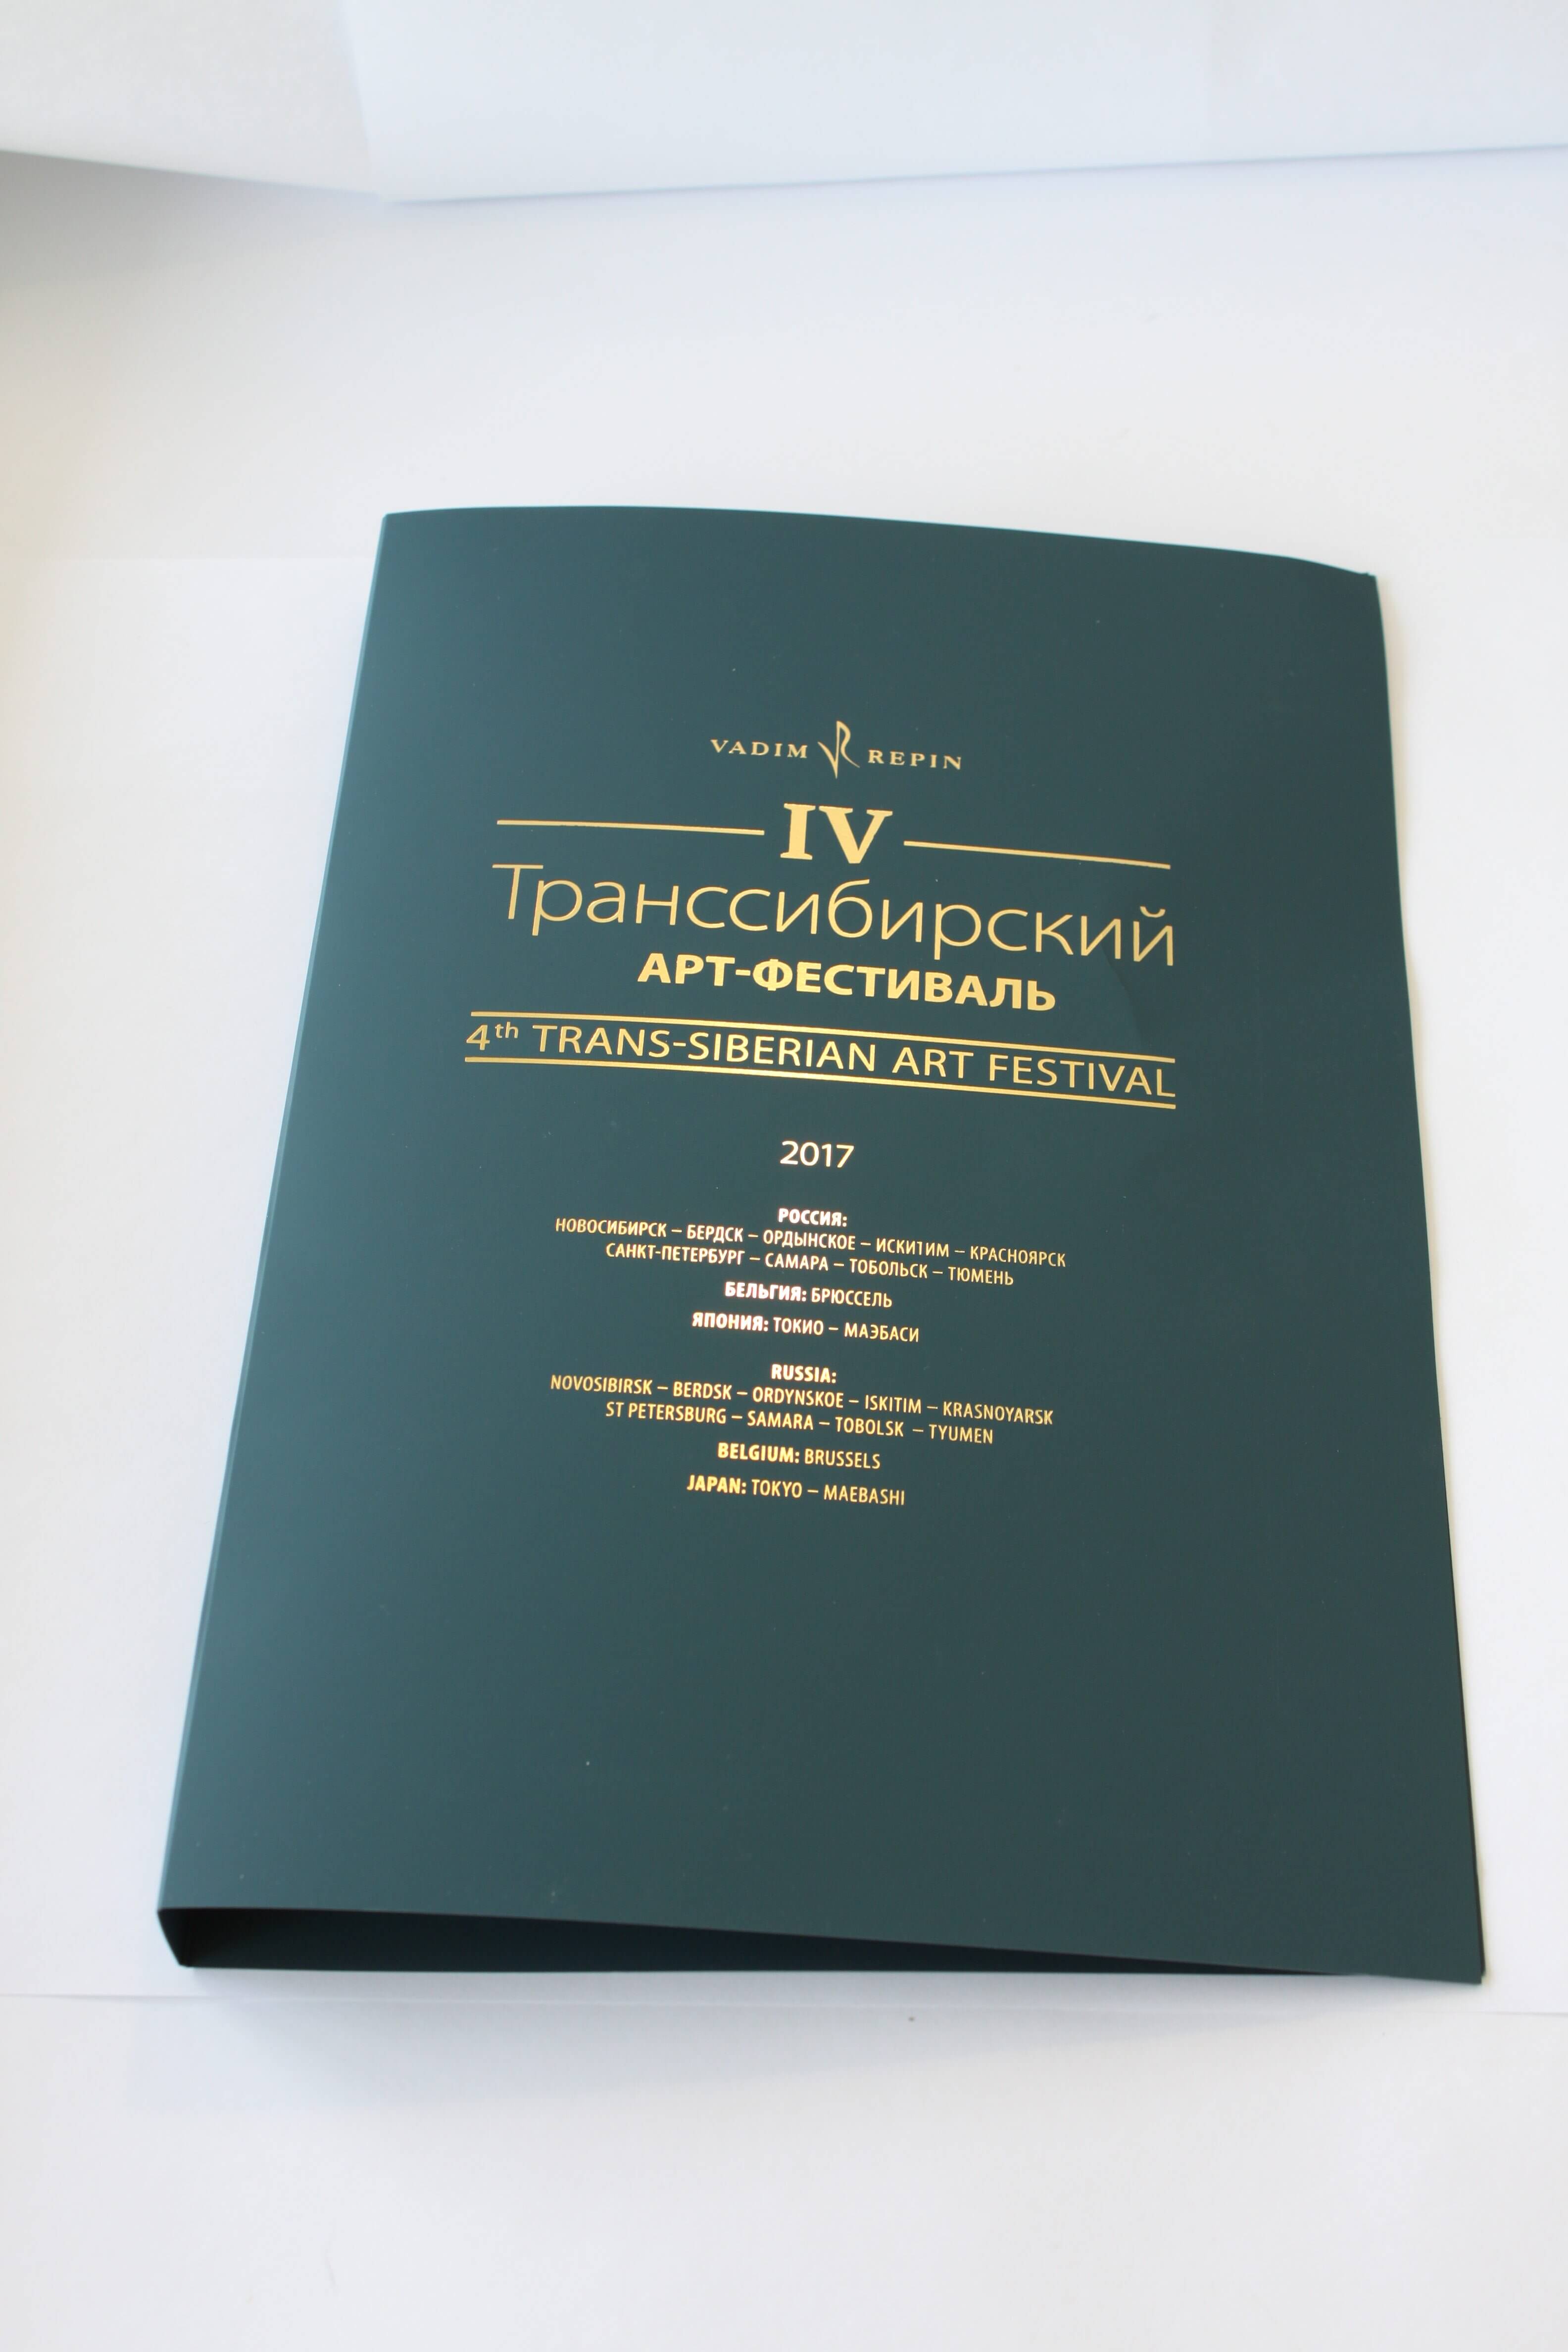 VADIM VR REPIN
IV
Транссибирский
АРТ-ФЕСТИВАЛЬ
4th TRANS-SIBERIAN ART FESTIVAL
2017
РОССИЯ:
НОВОСИБИРСК – БЕРДСК – ОРДЫНСКОЕ – ИСКИТИМ – КРАСНОЯРСК
САНКТ-ПЕТЕРБУРГ – САМАРА – ТОБОЛЬСК – ТЮМЕНЬ
БЕЛЬГИЯ: БРЮССЕЛЬ
ЯПОНИЯ: ТОКИО – МАЭБАСИ
RUSSIA:
NOVOSIBIRSK – BERDSK – ORDYNSKOE – ISKITIM – KRASNOYARSK
ST PETERSBURG – SAMARA – TOBOLSK – TYUMEN
BELGIUM: BRUSSELS
JAPAN: TOKYO – MAEBASHI